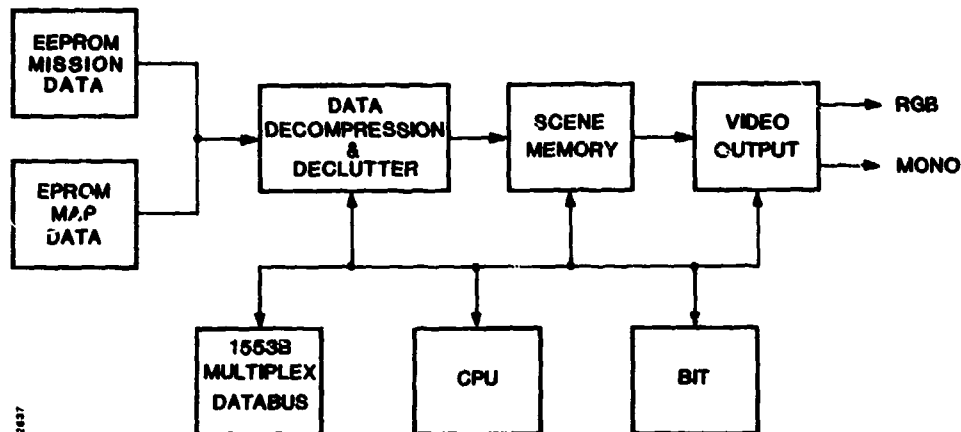 EEPROM
MISSION
DATA
EPROM
MAP
DATA
DATA
DECOMPRESSION
&
DECLUTTER
SCENE
MEMORY
VIDEO
OUTPUT
RGB
MONO
1553B
MULTIPLEX
DATABUS
CPU
BIT
2637